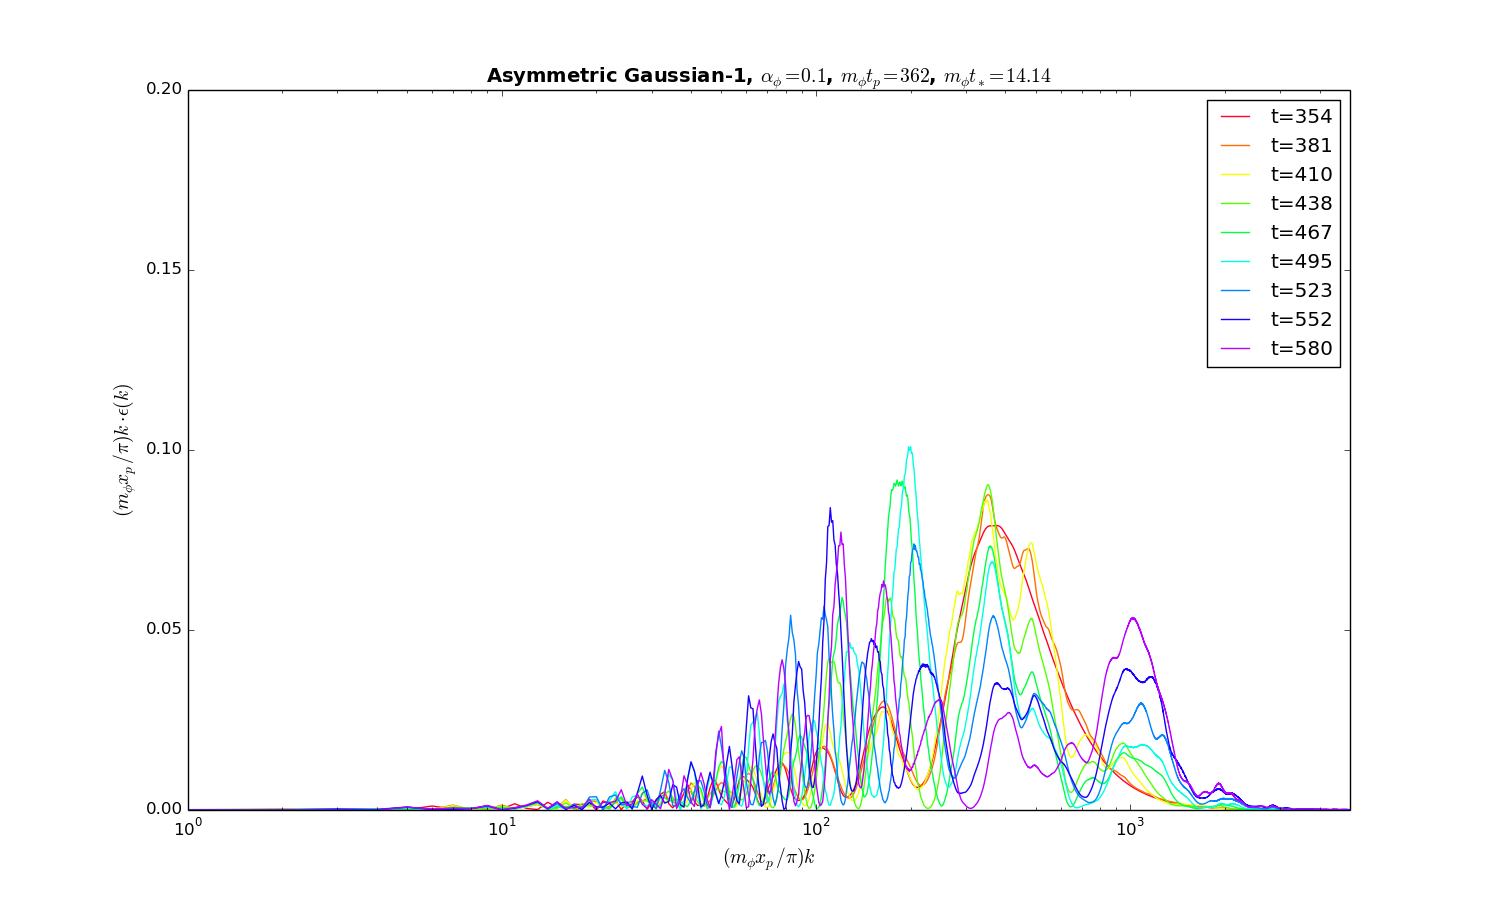 Asymmetric Gaussian-1, α_ϕ=0.1, m_ϕt_p=362, m_ϕt_*=14.14
0.20
0.15
0.10
0.05
0.00
(m_ϕx_p/π)k·ϵ(k)
10^0
10^1
10^2
10^3
(m_ϕx_p/π)k
t=354
t=381
t=410
t=438
t=467
t=495
t=523
t=552
t=580